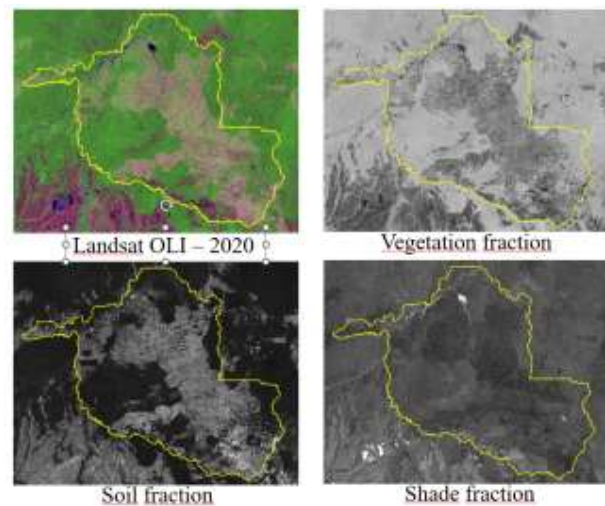 Landsat OLI – 2020
Vegetation fraction
Soil fraction
Shade fraction